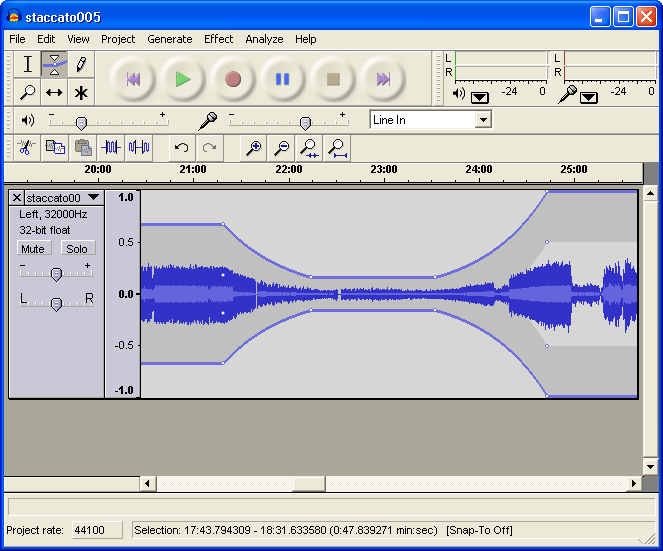 staccato005
File Edit View Project Generate Effect Analyze Help
L
R
-24 0
L
R
-24 0
- +
- +
Line In
20:00 21:00 22:00 23:00 24:00 25:00
staccato00
Left, 32000Hz
32-bit float
Mute Solo
- +
L R
1.0
0.5
0.0
-0.5
-1.0
Project rate: 44100 Selection: 17:43.794309 - 18:31.633580 (0:47.839271 min:sec) [Snap-To Off]